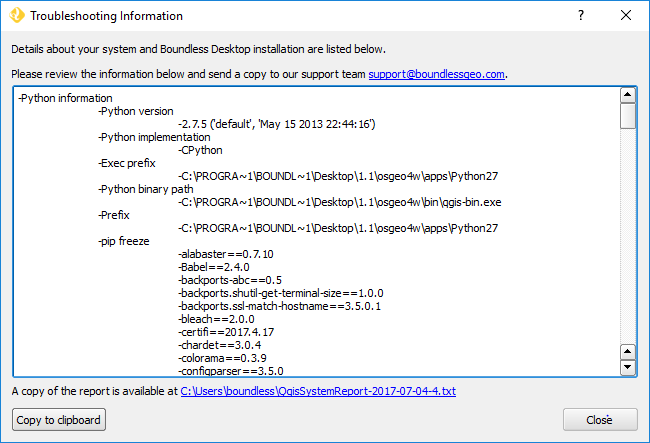 Troubleshooting Information
Details about your system and Boundless Desktop installation are listed below.
Please review the information below and send a copy to our support team support@boundlessgeo.com.
-Python information
-Python version
-2.7.5 ('default', 'May 15 2013 22:44:16')
-Python implementation
-CPython
-Exec prefix
-C:\PROGRA~1\BOUNDL~1\Desktop\1.1\osgeo4w\apps\Python27
-Python binary path
-C:\PROGRA~1\BOUNDL~1\Desktop\1.1\osgeo4w\bin\qgis-bin.exe
-Prefix
-C:\PROGRA~1\BOUNDL~1\Desktop\1.1\osgeo4w\apps\Python27
-pip freeze
-alabaster==0.7.10
-Babel==2.4.0
-backports-abc==0.5
-backports.shutil-get-terminal-size==1.0.0
-backports.ssl-match-hostname==3.5.0.1
-bleach==2.0.0
-certifi==2017.4.17
-chardet==3.0.4
-colorama==0.3.9
-configparser==3.5.0
A copy of the report is available at C:\Users\boundless\QgisSystemReport-2017-07-04-4.txt
Copy to clipboard
Close